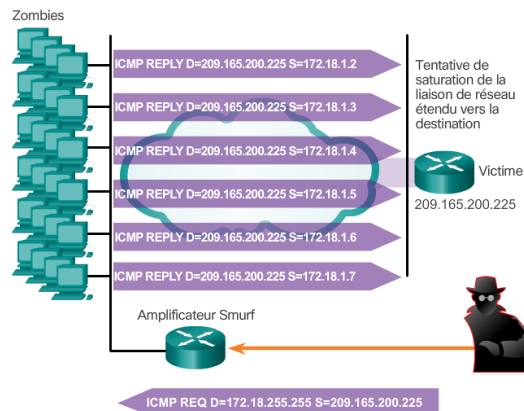 Zombies
ICMP REPLY D=209.165.200.225 S=172.18.1.2
ICMP REPLY D=209.165.200.225 S=172.18.1.3
ICMP REPLY D=209.165.200.225 S=172.18.1.4
ICMP REPLY D=209.165.200.225 S=172.18.1.5
ICMP REPLY D=209.165.200.225 S=172.18.1.6
ICMP REPLY D=209.165.200.225 S=172.18.1.7
Tentative de
saturation de la
liaison de réseau
étendu vers la
destination
Victime
209.165.200.225
Amplificateur Smurf
ICMP REQ D=172.18.255.255 S=209.165.200.225